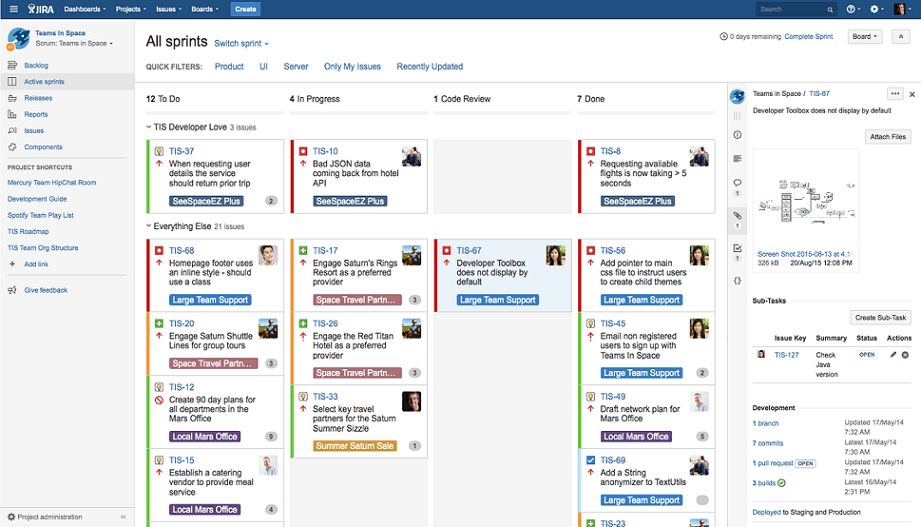 JIRA Dashboards Projects Issues Boards Create Search
Teams in Space
Scrum: Teams in Space
Backlog
Active sprints
Releases
Reports
Issues
Components
PROJECT SHORTCUTS
Mercury Team HipChat Room
Development Guide
Spotify Team Play List
TIS Roadmap
TIS Team Org Structure
+ Add link
Give feedback
Project administration
All sprints Switch sprint
0 days remaining Complete Sprint Board
QUICK FILTERS: Product UI Server Only My Issues Recently Updated
12 To Do
4 In Progress
1 Code Review
7 Done
TIS Developer Love 3 issues
TIS-37
When requesting user
details the service
should return prior trip
SeeSpaceEZ Plus 2
TIS-10
Bad JSON data
coming back from hotel
API
SeeSpaceEZ Plus
TIS-8
Requesting available
flights is now taking > 5
seconds
SeeSpaceEZ Plus
Everything Else 21 issues
TIS-68
Homepage footer uses
an inline style - should
use a class
Large Team Support
TIS-20
Engage Saturn Shuttle
Lines for group tours
Space Travel Partn... 3
TIS-12
Create 90 day plans for
all departments in the
Mars Office
Local Mars Office 9
TIS-15
Establish a catering
vendor to provide meal
service
Local Mars Office 4
TIS-17
Engage Saturn's Rings
Resort as a preferred
provider
Space Travel Partn... 3
TIS-26
Engage the Red Titan
Hotel as a preferred
provider
Space Travel Partn... 3
TIS-33
Select key travel
partners for the Saturn
Summer Sizzle
Summer Saturn Sale 1
TIS-67
Developer Toolbox
does not display by
default
Large Team Support
TIS-56
Add pointer to main
css file to instruct users
to create child themes
Large Team Support
TIS-45
Email non registered
users to sign up with
Teams In Space
Large Team Support 2
TIS-49
Draft network plan for
Mars Office
Local Mars Office 5
TIS-69
Add a String
anonymizer to TextUtils
Large Team Support
TIS-23
Teams in Space / TIS-67
Developer Toolbox does not display by default
Attach Files
1
1
1
Screen Shot 2015-08-13 at 4.1
326 kB 20/Aug/15 12:08 PM
Sub-Tasks
Create Sub-Task
Issue Key Summary Status Actions
TIS-127 Check
Java
version
OPEN
Development
1 branch Updated 17/May/14
7:32 AM
7 commits Latest 17/May/14
7:30 AM
1 pull request OPEN Updated 17/May/14
7:32 AM
3 builds Latest 16/May/14
2:31 PM
Deployed to Staging and Production